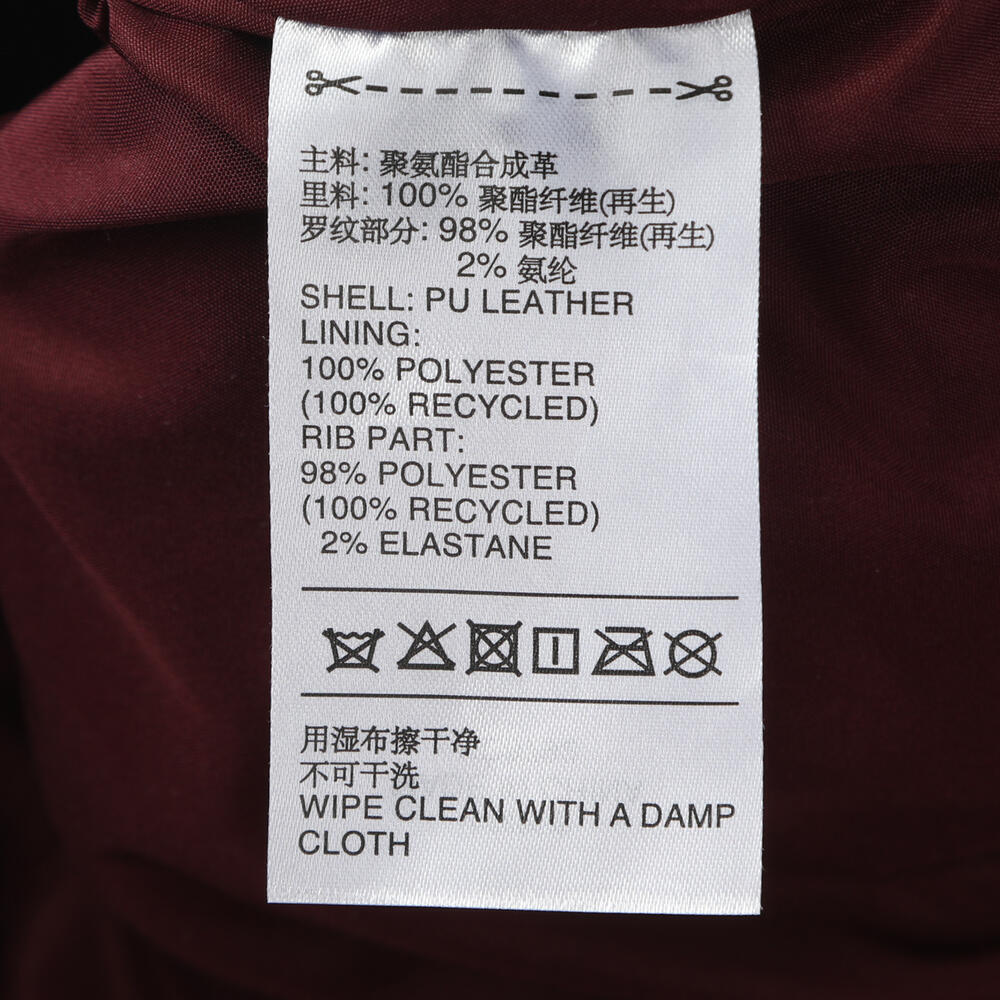 主料: 聚氨酯合成革
里料: 100% 聚酯纤维(再生)
罗纹部分: 98% 聚酯纤维(再生)
2% 氨纶
SHELL: PU LEATHER
LINING:
100% POLYESTER
(100% RECYCLED)
RIB PART:
98% POLYESTER
(100% RECYCLED)
2% ELASTANE
用湿布擦干净
不可干洗
WIPE CLEAN WITH A DAMP
CLOTH